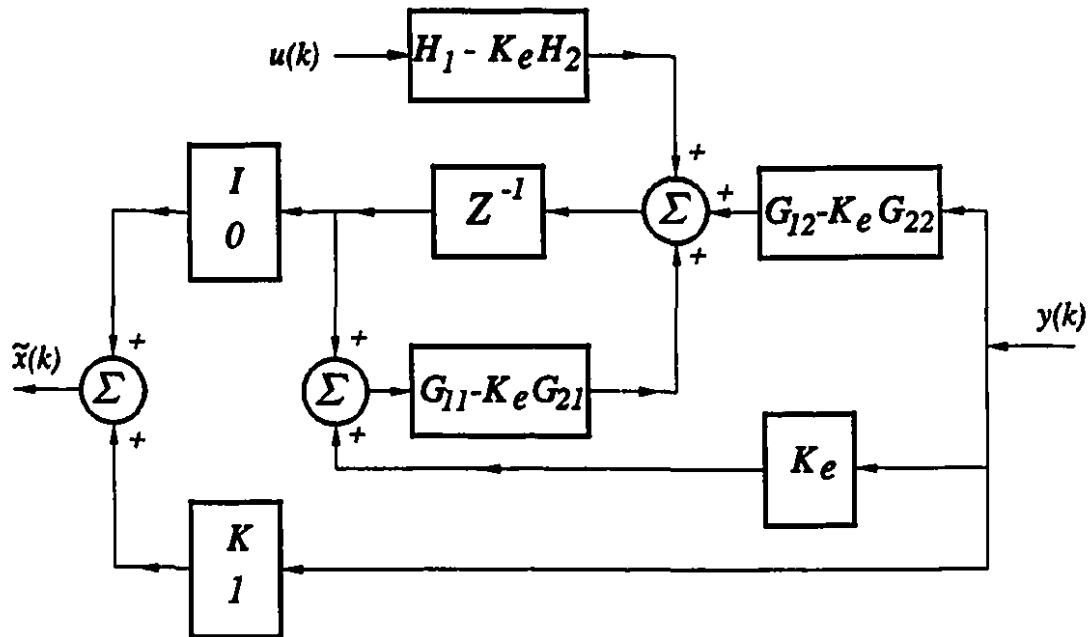 u(k)
H₁ - KₑH₂
+
I
0
Z⁻¹
Σ
+
G₁₂-KₑG₂₂
+
y(k)
x̃(k)
+
Σ
+
+
Σ
+
G₁₁-KₑG₂₁
Kₑ
K
1